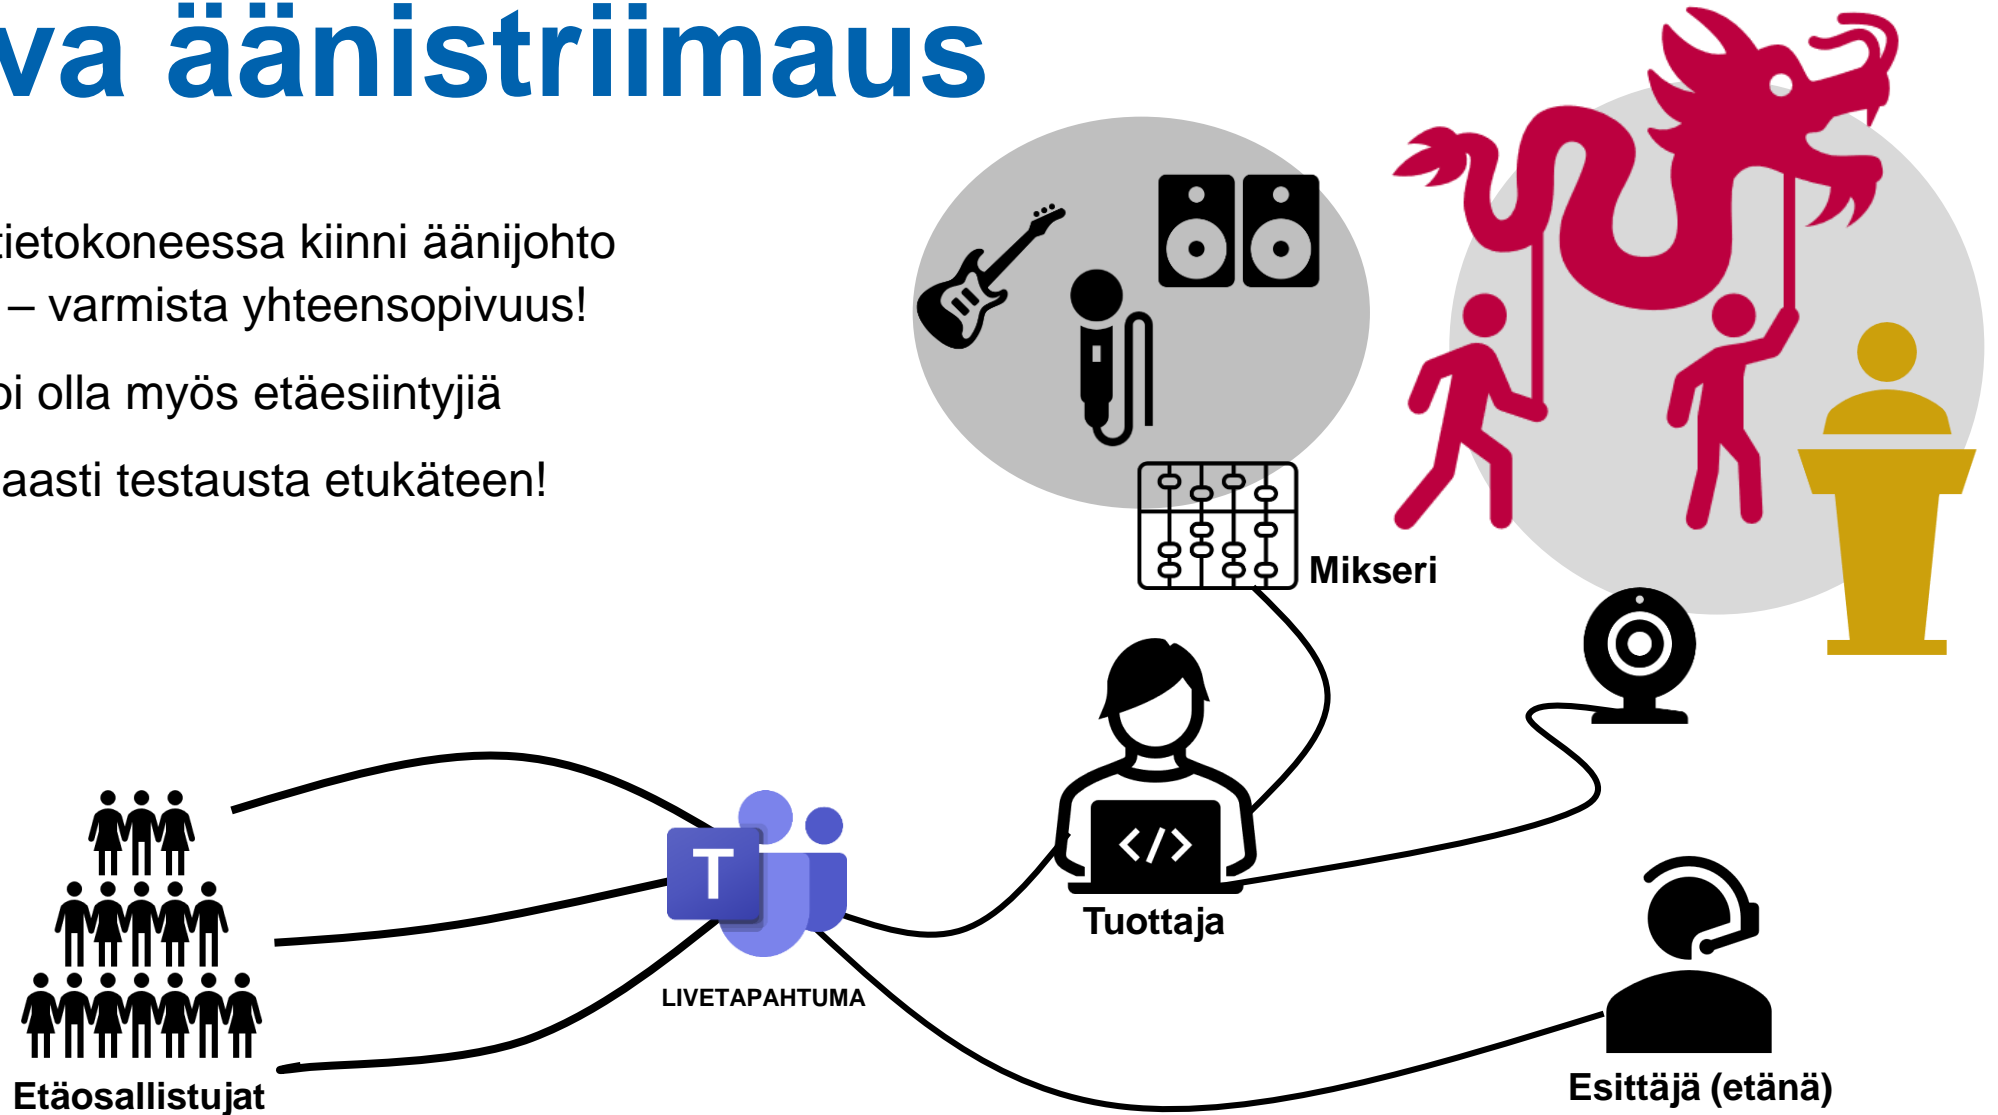 va äänistriimaus
tietokoneessa kiinni äänijohto
– varmista yhteensopivuus!
oi olla myös etäesiintyjiä
aasti testausta etukäteen!
Mikseri
</>
T
Tuottaja
LIVETAPAHTUMA
Esittäjä (etänä)
Etäosallistujat